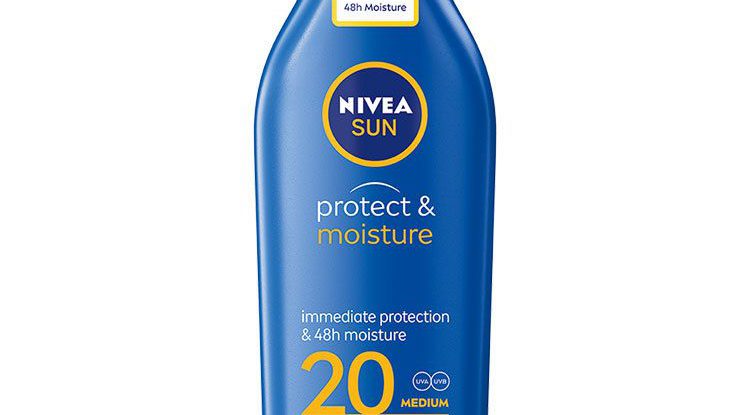 48h Moisture
NIVEA
SUN
protect &
moisture
immediate protection
& 48h moisture
20
UVA UVB
MEDIUM